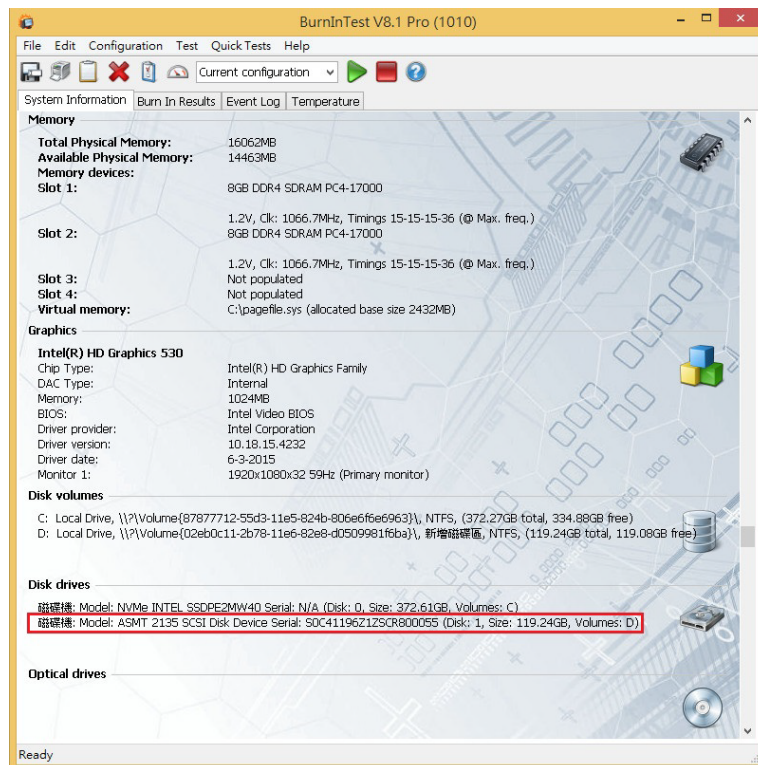 BurnInTest V8.1 Pro (1010)
File Edit Configuration Test Quick Tests Help
Current configuration
System Information Burn In Results Event Log Temperature
Memory
Total Physical Memory: 16062MB
Available Physical Memory: 14463MB
Memory devices:
Slot 1: 8GB DDR4 SDRAM PC4-17000
1.2V, Clk: 1066.7MHz, Timings 15-15-15-36 (@ Max. freq.)
Slot 2: 8GB DDR4 SDRAM PC4-17000
1.2V, Clk: 1066.7MHz, Timings 15-15-15-36 (@ Max. freq.)
Slot 3: Not populated
Slot 4: Not populated
Virtual memory: C:\pagefile.sys (allocated base size 2432MB)
Graphics
Intel(R) HD Graphics 530
Chip Type: Intel(R) HD Graphics Family
DAC Type: Internal
Memory: 1024MB
BIOS: Intel Video BIOS
Driver provider: Intel Corporation
Driver version: 10.18.15.4232
Driver date: 6-3-2015
Monitor 1: 1920x1080x32 59Hz (Primary monitor)
Disk volumes
C: Local Drive, \\?\Volume{87877712-55d3-11e5-824b-806e6f6e6963}\, NTFS, (372.27GB total, 334.88GB free)
D: Local Drive, \\?\Volume{02eb0c11-2b78-11e6-82e8-d0509981f6ba}\, 新增磁碟區, NTFS, (119.24GB total, 119.08GB free)
Disk drives
磁碟機: Model: NVMe INTEL SSDPE2MW40 Serial: N/A (Disk: 0, Size: 372.61GB, Volumes: C)
磁碟機: Model: ASMT 2135 SCSI Disk Device Serial: S0C41196Z1ZSCR800055 (Disk: 1, Size: 119.24GB, Volumes: D)
Optical drives
Ready